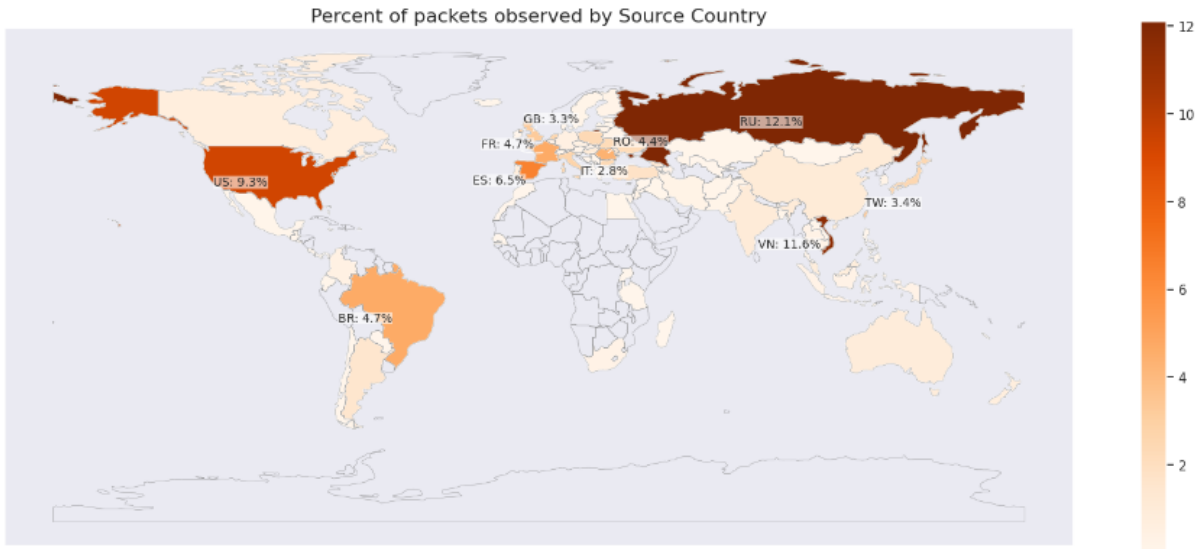 Percent of packets observed by Source Country
12
GB: 3.3%
RU: 12.1%
10
FR: 4.7%
RO: 4.4%
IT: 2.8%
US: 9.3%
ES: 6.5%
8
TW: 3.4%
VN: 11.6%
6
BR: 4.7%
4
2